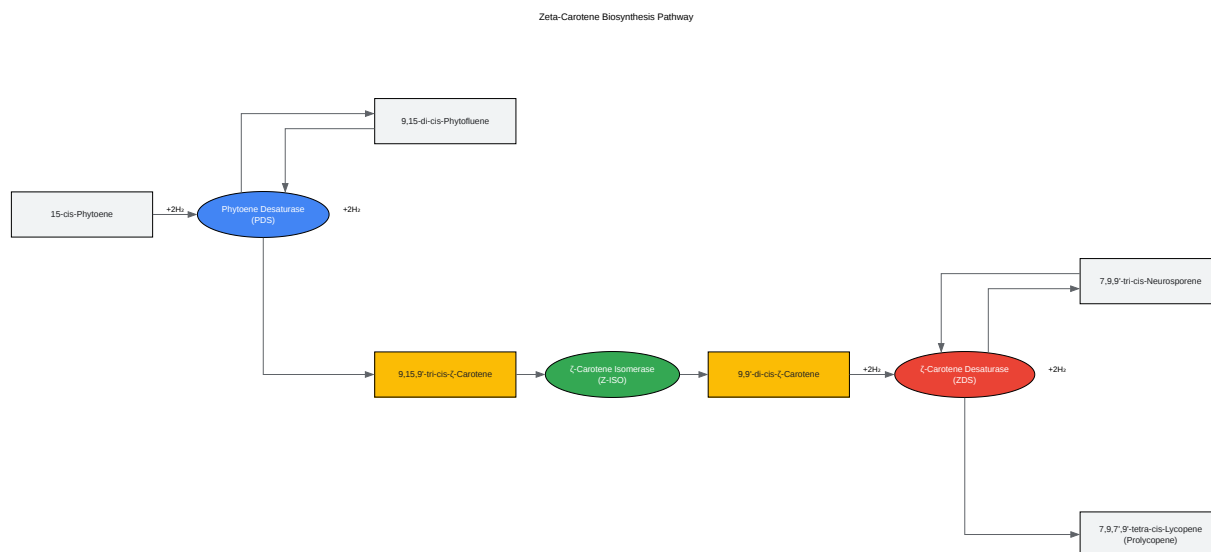 Zeta-Carotene Biosynthesis Pathway
9,15-di-cis-Phytofluene
15-cis-Phytoene
+2H₂
Phytoene Desaturase
(PDS)
+2H₂
7,9,9'-tri-cis-Neurosporene
9,15,9'-tri-cis-ζ-Carotene
ζ-Carotene Isomerase
(Z-ISO)
9,9'-di-cis-ζ-Carotene
+2H₂
ζ-Carotene Desaturase
(ZDS)
+2H₂
7,9,7',9'-tetra-cis-Lycopene
(Prolycopene)